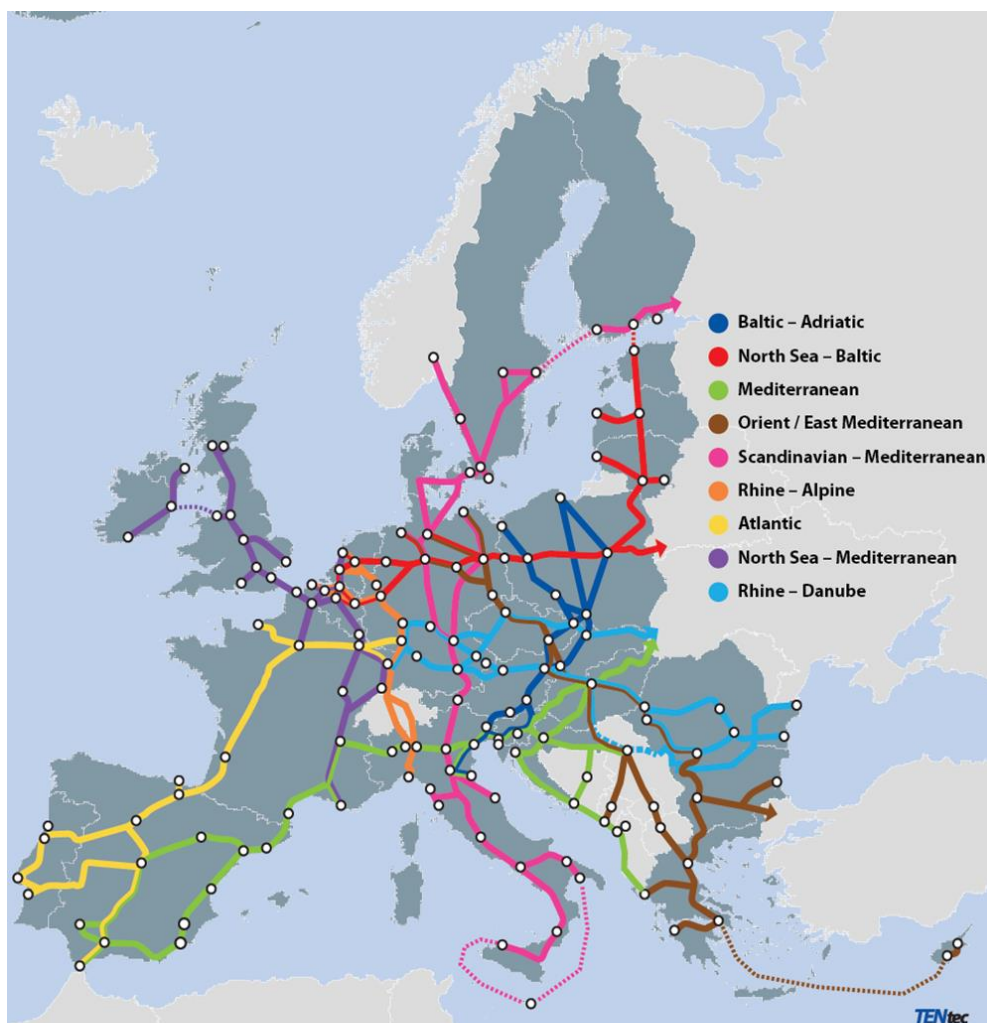 Baltic – Adriatic
North Sea – Baltic
Mediterranean
Orient / East Mediterranean
Scandinavian – Mediterranean
Rhine – Alpine
Atlantic
North Sea – Mediterranean
Rhine – Danube
TENtec